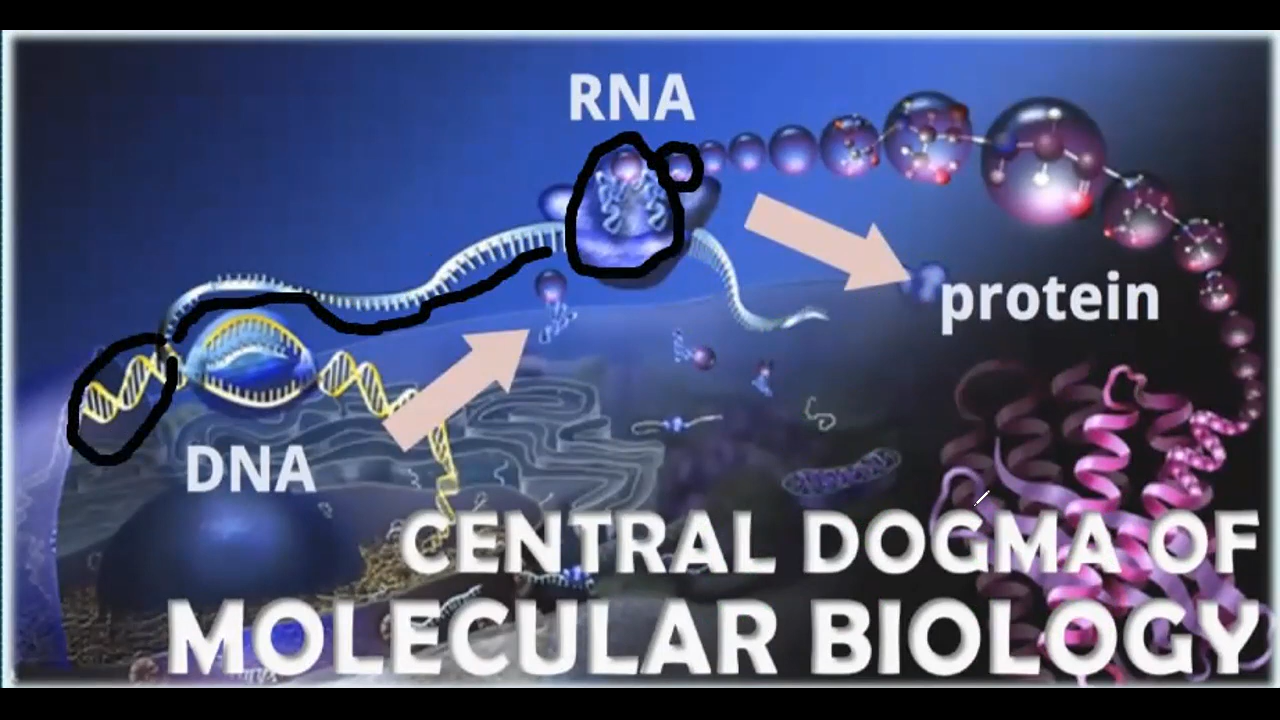 RNA
protein
DNA
CENTRAL DOGMA OF
MOLECULAR BIOLOGY